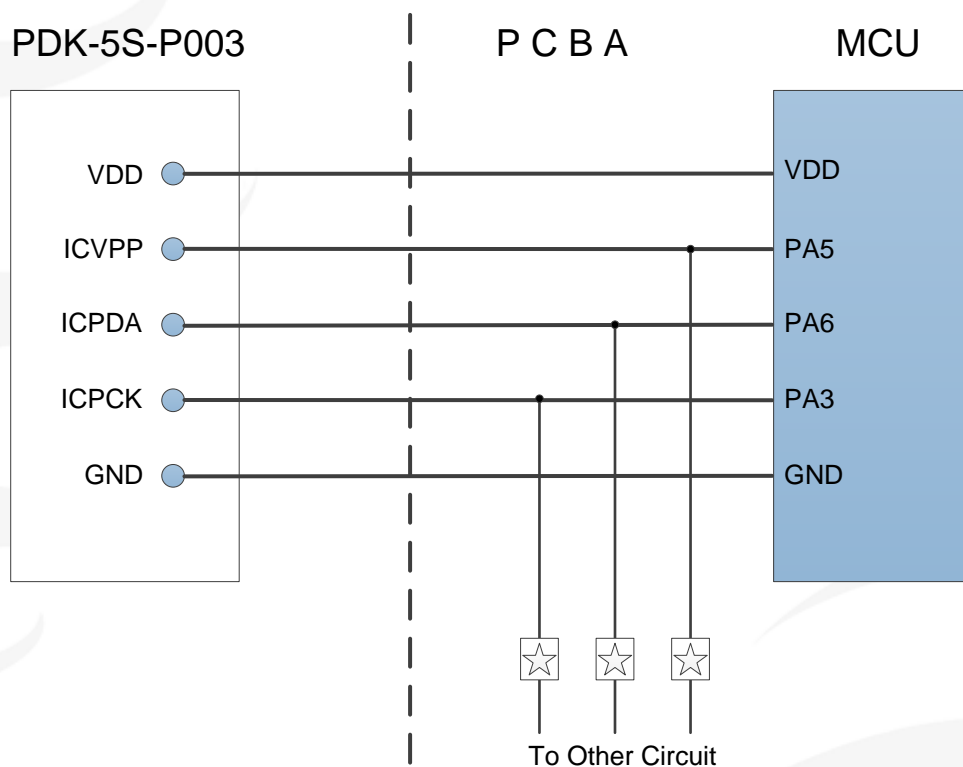 PDK-5S-P003
P C B A
MCU
VDD
VDD
ICVPP
PA5
ICPDA
PA6
ICPCK
PA3
GND
GND
To Other Circuit